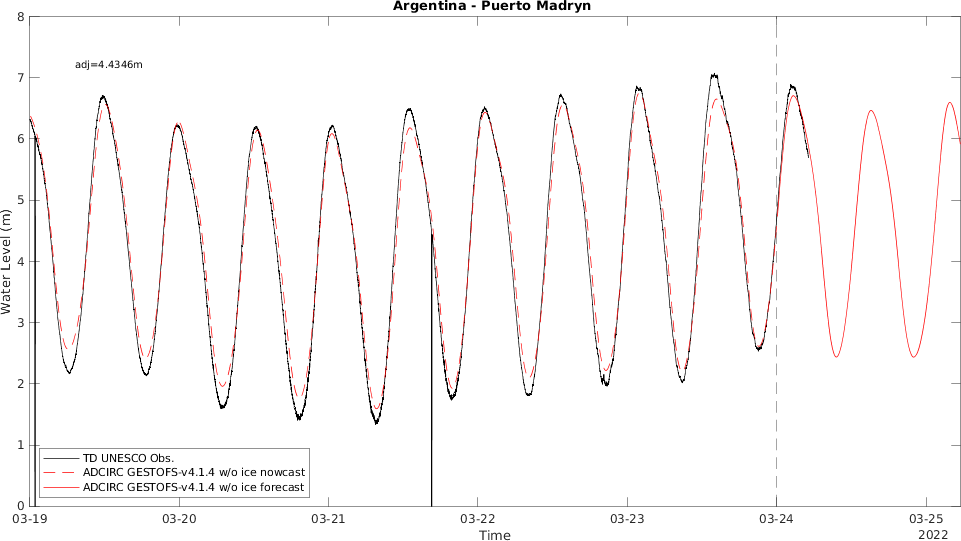 Argentina - Puerto Madryn
8
adj=4.4346m
7
6
5
4
3
2
1
0
Water Level (m)
TD UNESCO Obs.
ADCIRC GESTOFS-v4.1.4 w/o ice nowcast
ADCIRC GESTOFS-v4.1.4 w/o ice forecast
03-19 03-20 03-21 03-22 03-23 03-24 03-25
Time 2022